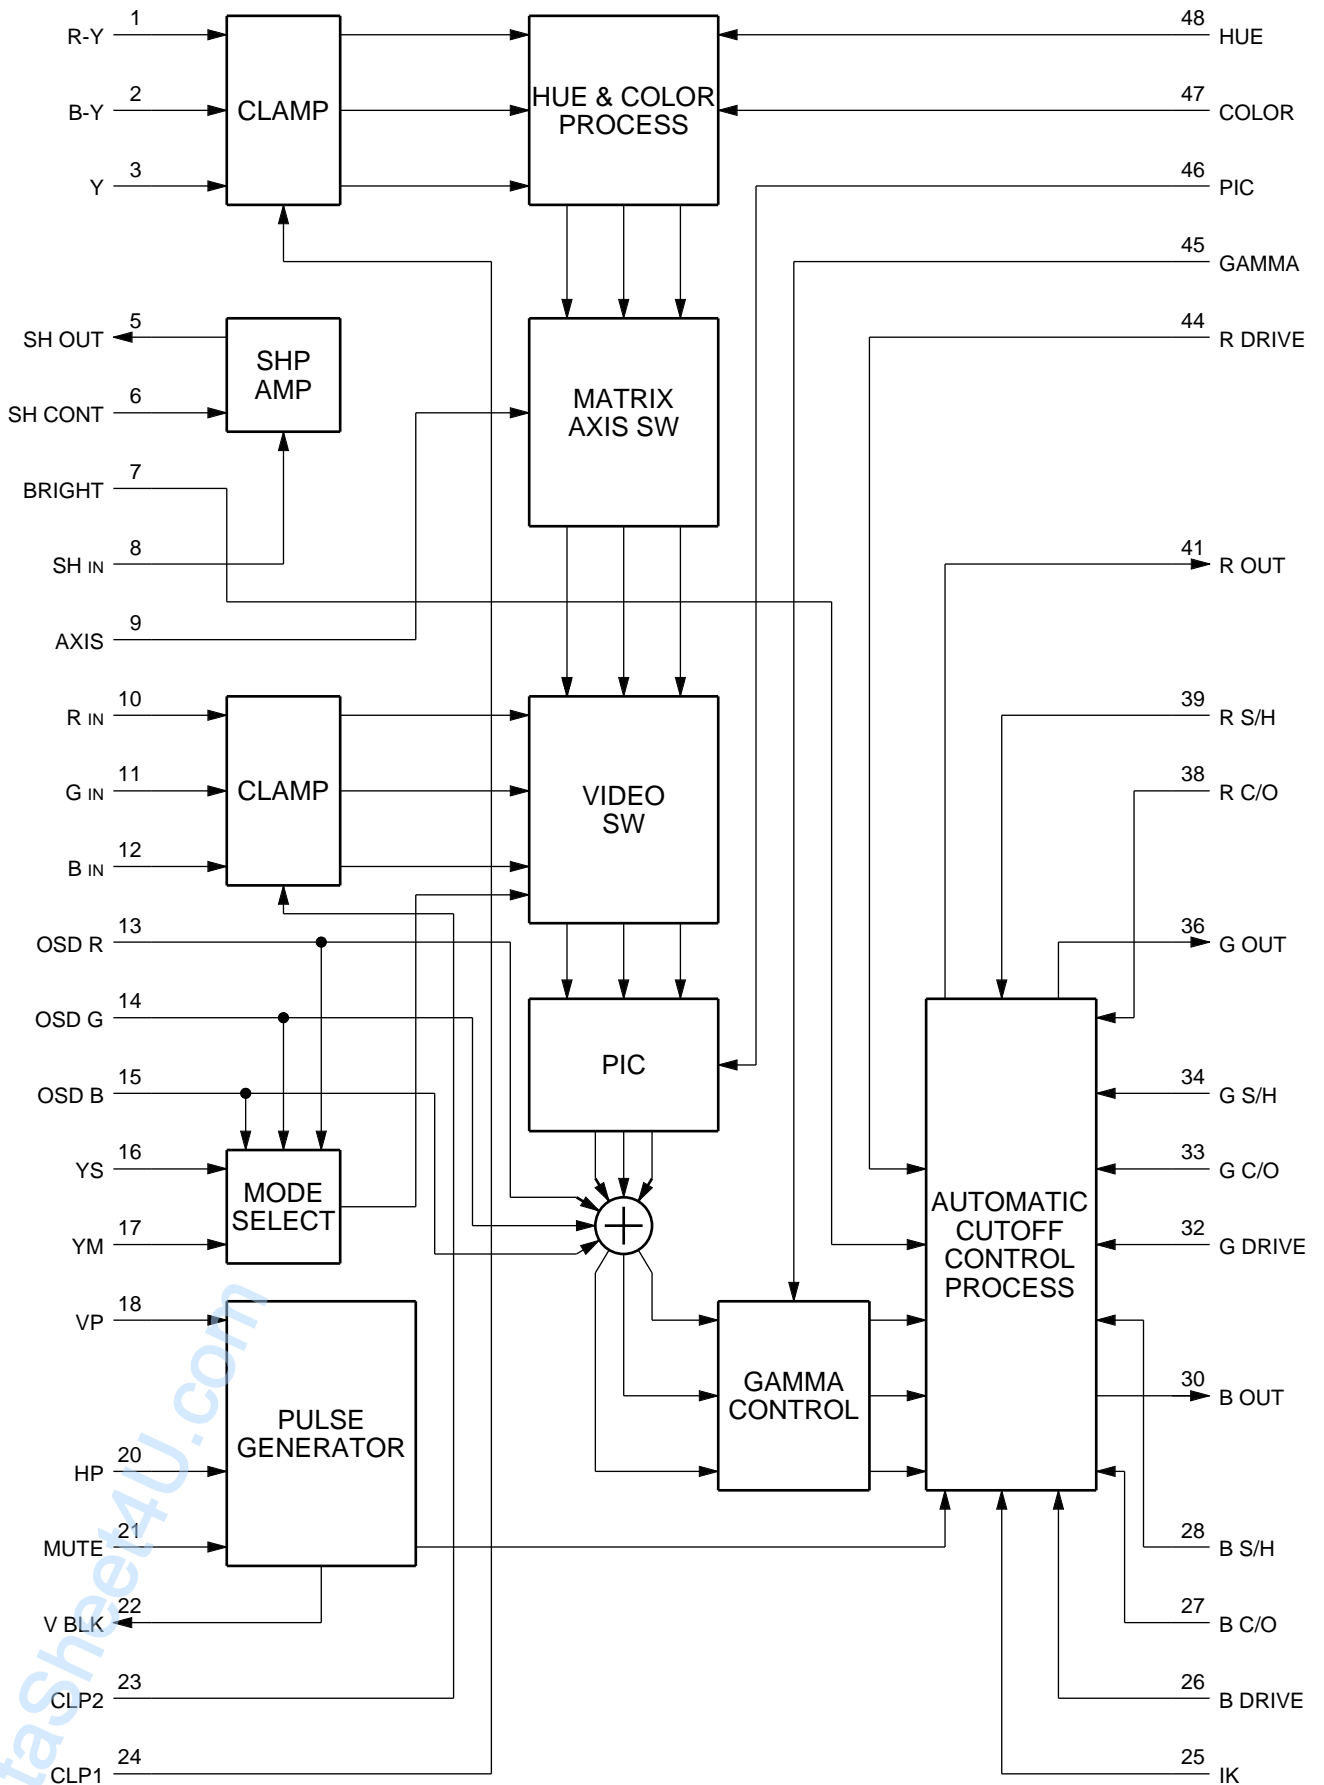 1
R-Y
2
B-Y
3
Y
CLAMP
HUE & COLOR
PROCESS
48
HUE
47
COLOR
46
PIC
45
GAMMA
5
SH OUT
6
SH CONT
SHP
AMP
7
BRIGHT
8
SH IN
9
AXIS
MATRIX
AXIS SW
44
R DRIVE
41
R OUT
10
R IN
11
G IN
12
B IN
CLAMP
VIDEO
SW
39
R S/H
38
R C/O
36
G OUT
13
OSD R
14
OSD G
15
OSD B
16
YS
17
YM
MODE
SELECT
PIC
34
G S/H
33
G C/O
32
G DRIVE
AUTOMATIC
CUTOFF
CONTROL
PROCESS
18
VP
20
HP
21
MUTE
22
V BLK
PULSE
GENERATOR
GAMMA
CONTROL
30
B OUT
28
B S/H
27
B C/O
26
B DRIVE
25
IK
23
CLP2
24
CLP1
taSheet4U.com